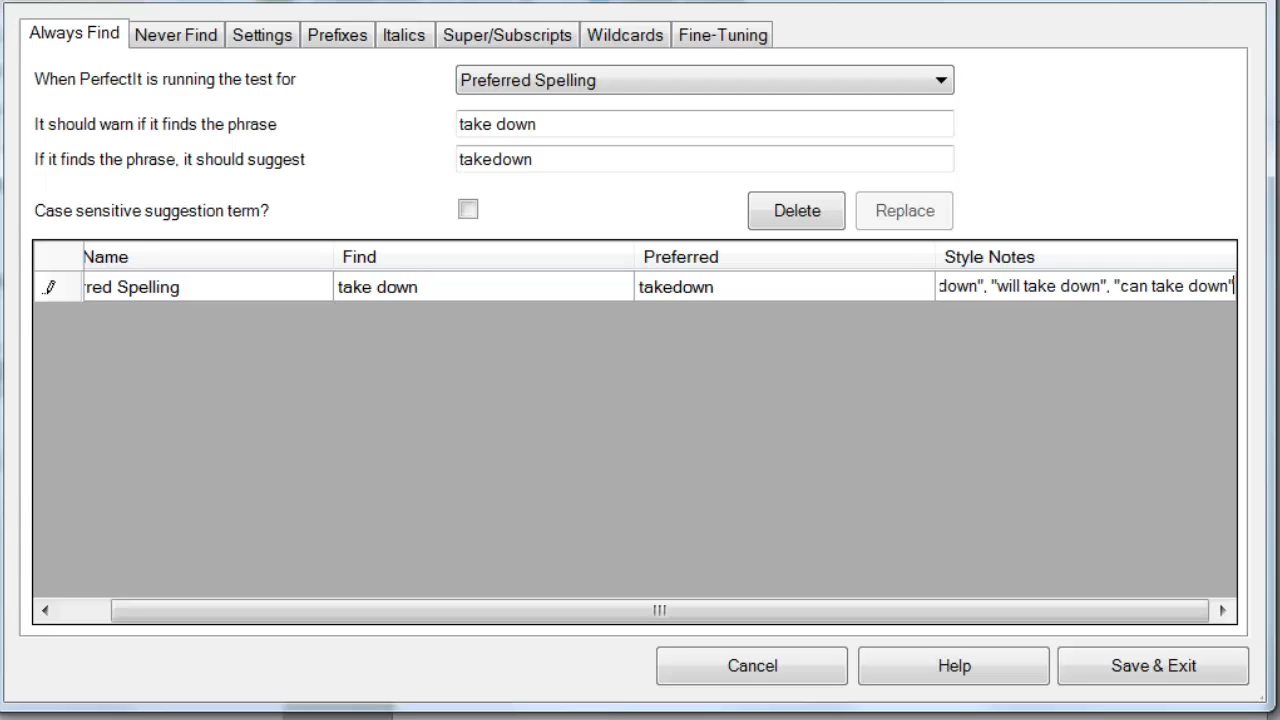 Always Find Never Find Settings Prefixes Italics Super/Subscripts Wildcards Fine-Tuning
When PerfectIt is running the test for Preferred Spelling
It should warn if it finds the phrase take down
If it finds the phrase, it should suggest takedown
Case sensitive suggestion term? Delete Replace
Name Find Preferred Style Notes
rred Spelling take down takedown down", "will take down", "can take down"
Cancel Help Save & Exit